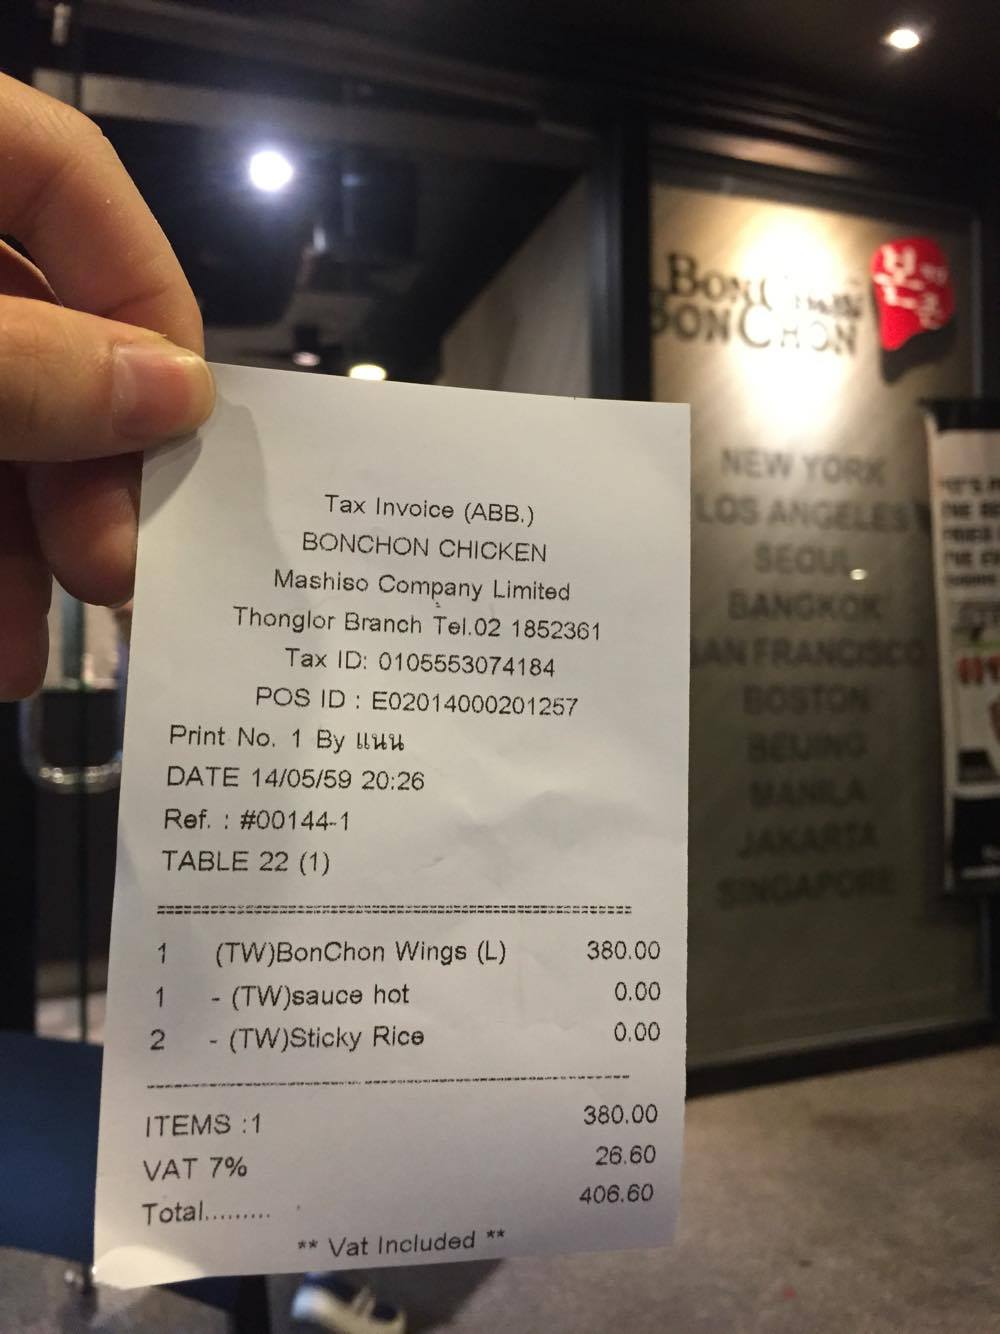 Tax Invoice (ABB.)
BONCHON CHICKEN
Mashiso Company Limited
Thonglor Branch Tel.02 1852361
Tax ID: 0105553074184
POS ID : E02014000201257
Print No. 1 By แนน
DATE 14/05/59 20:26
Ref. : #00144-1
TABLE 22 (1)
1 (TW)BonChon Wings (L) 380.00
1 - (TW)sauce hot 0.00
2 - (TW)Sticky Rice 0.00
ITEMS :1 380.00
VAT 7% 26.60
Total......... 406.60
** Vat Included **
BONCHON
본촌
NEW YORK
LOS ANGELES
SEOUL
BANGKOK
SAN FRANCISCO
BOSTON
BEIJING
MANILA
JAKARTA
SINGAPORE